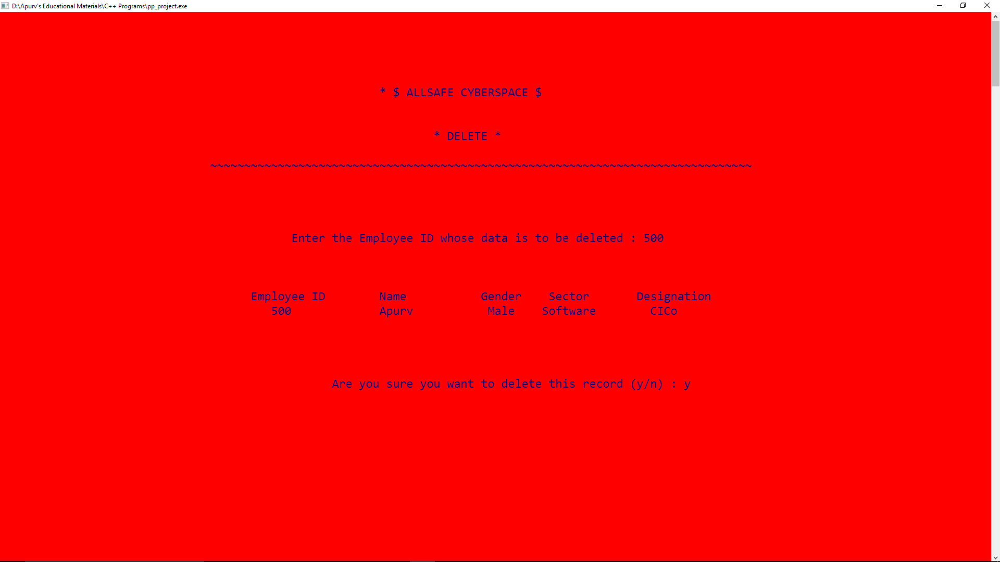 D:\Apurv's Educational Materials\C++ Programs\pp_project.exe
* $ ALLSAFE CYBERSPACE $
* DELETE *
~~~~~~~~~~~~~~~~~~~~~~~~~~~~~~~~~~~~~~~~~~~~~~~~~~~~~~~~~~~~~~~~~~~~~~~~~~~~~~~~
Enter the Employee ID whose data is to be deleted : 500
Employee ID Name Gender Sector Designation
500 Apurv Male Software CICo
Are you sure you want to delete this record (y/n) : y